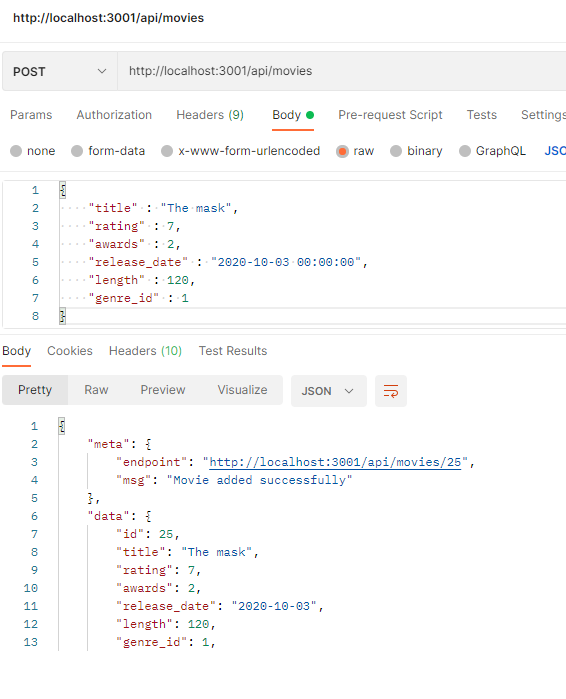 http://localhost:3001/api/movies
POST http://localhost:3001/api/movies
Params Authorization Headers (9) Body Pre-request Script Tests Settings
none form-data x-www-form-urlencoded raw binary GraphQL JSO
1 {
2 "title" : "The mask",
3 "rating" : 7,
4 "awards" : 2,
5 "release_date" : "2020-10-03 00:00:00",
6 "length" : 120,
7 "genre_id" : 1
8 }
Body Cookies Headers (10) Test Results
Pretty Raw Preview Visualize JSON
1 {
2 "meta": {
3 "endpoint": "http://localhost:3001/api/movies/25",
4 "msg": "Movie added successfully"
5 },
6 "data": {
7 "id": 25,
8 "title": "The mask",
9 "rating": 7,
10 "awards": 2,
11 "release_date": "2020-10-03",
12 "length": 120,
13 "genre_id": 1,